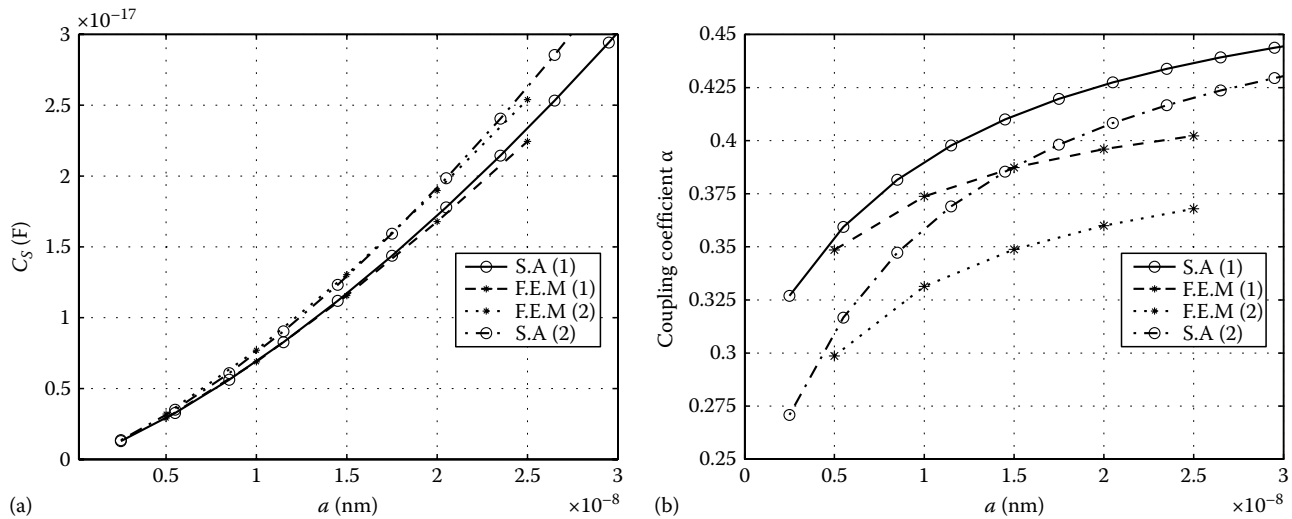 ×10⁻¹⁷
3
2.5
2
1.5
1
0.5
0
C_S (F)
S.A (1)
F.E.M (1)
F.E.M (2)
S.A (2)
0.5
1
1.5
2
2.5
3
×10⁻⁸
a (nm)
(a)
0.45
0.425
0.4
0.375
0.35
0.325
0.3
0.275
0.25
Coupling coefficient α
S.A (1)
F.E.M (1)
F.E.M (2)
S.A (2)
0
0.5
1
1.5
2
2.5
3
×10⁻⁸
a (nm)
(b)